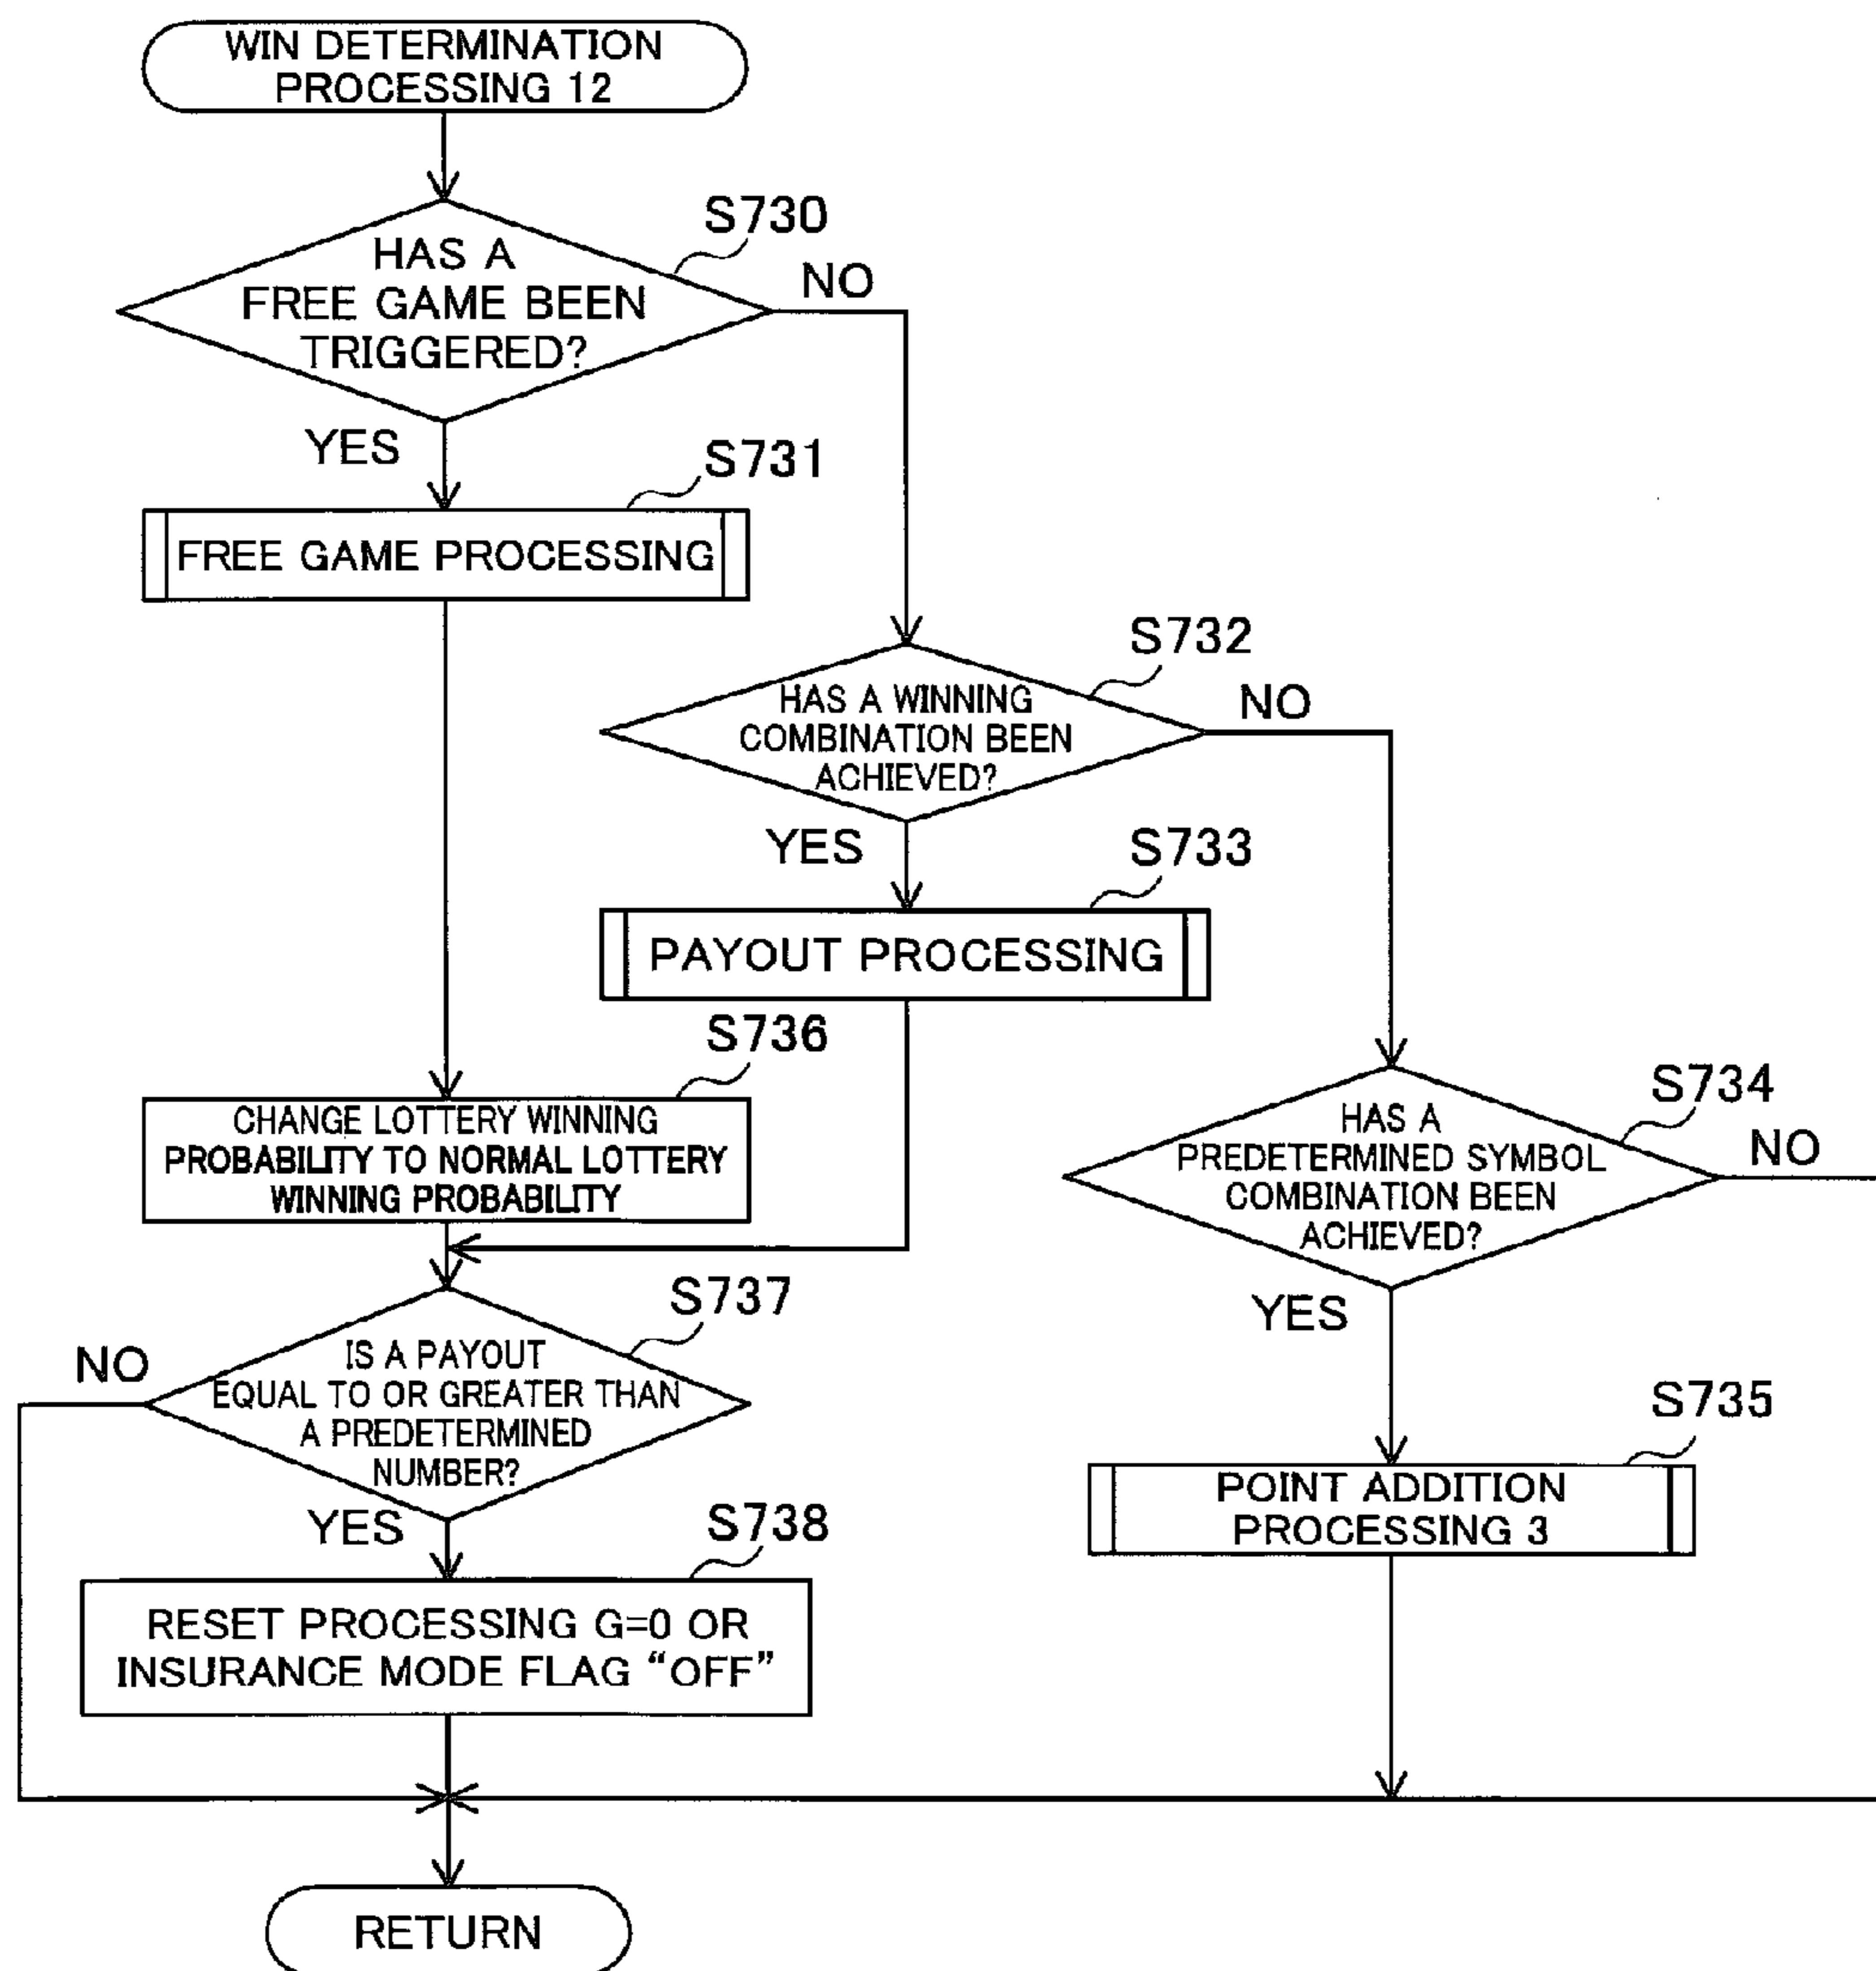 WIN DETERMINATION
PROCESSING 12
S730
HAS A
FREE GAME BEEN
TRIGGERED?
NO
YES
S731
FREE GAME PROCESSING
S732
HAS A WINNING
COMBINATION BEEN
ACHIEVED?
NO
YES
S733
PAYOUT PROCESSING
S736
CHANGE LOTTERY WINNING
PROBABILITY TO NORMAL LOTTERY
WINNING PROBABILITY
S734
HAS A
PREDETERMINED SYMBOL
COMBINATION BEEN
ACHIEVED?
NO
YES
S737
IS A PAYOUT
EQUAL TO OR GREATER THAN
A PREDETERMINED
NUMBER?
NO
YES
S735
POINT ADDITION
PROCESSING 3
S738
RESET PROCESSING G=0 OR
INSURANCE MODE FLAG “OFF”
RETURN